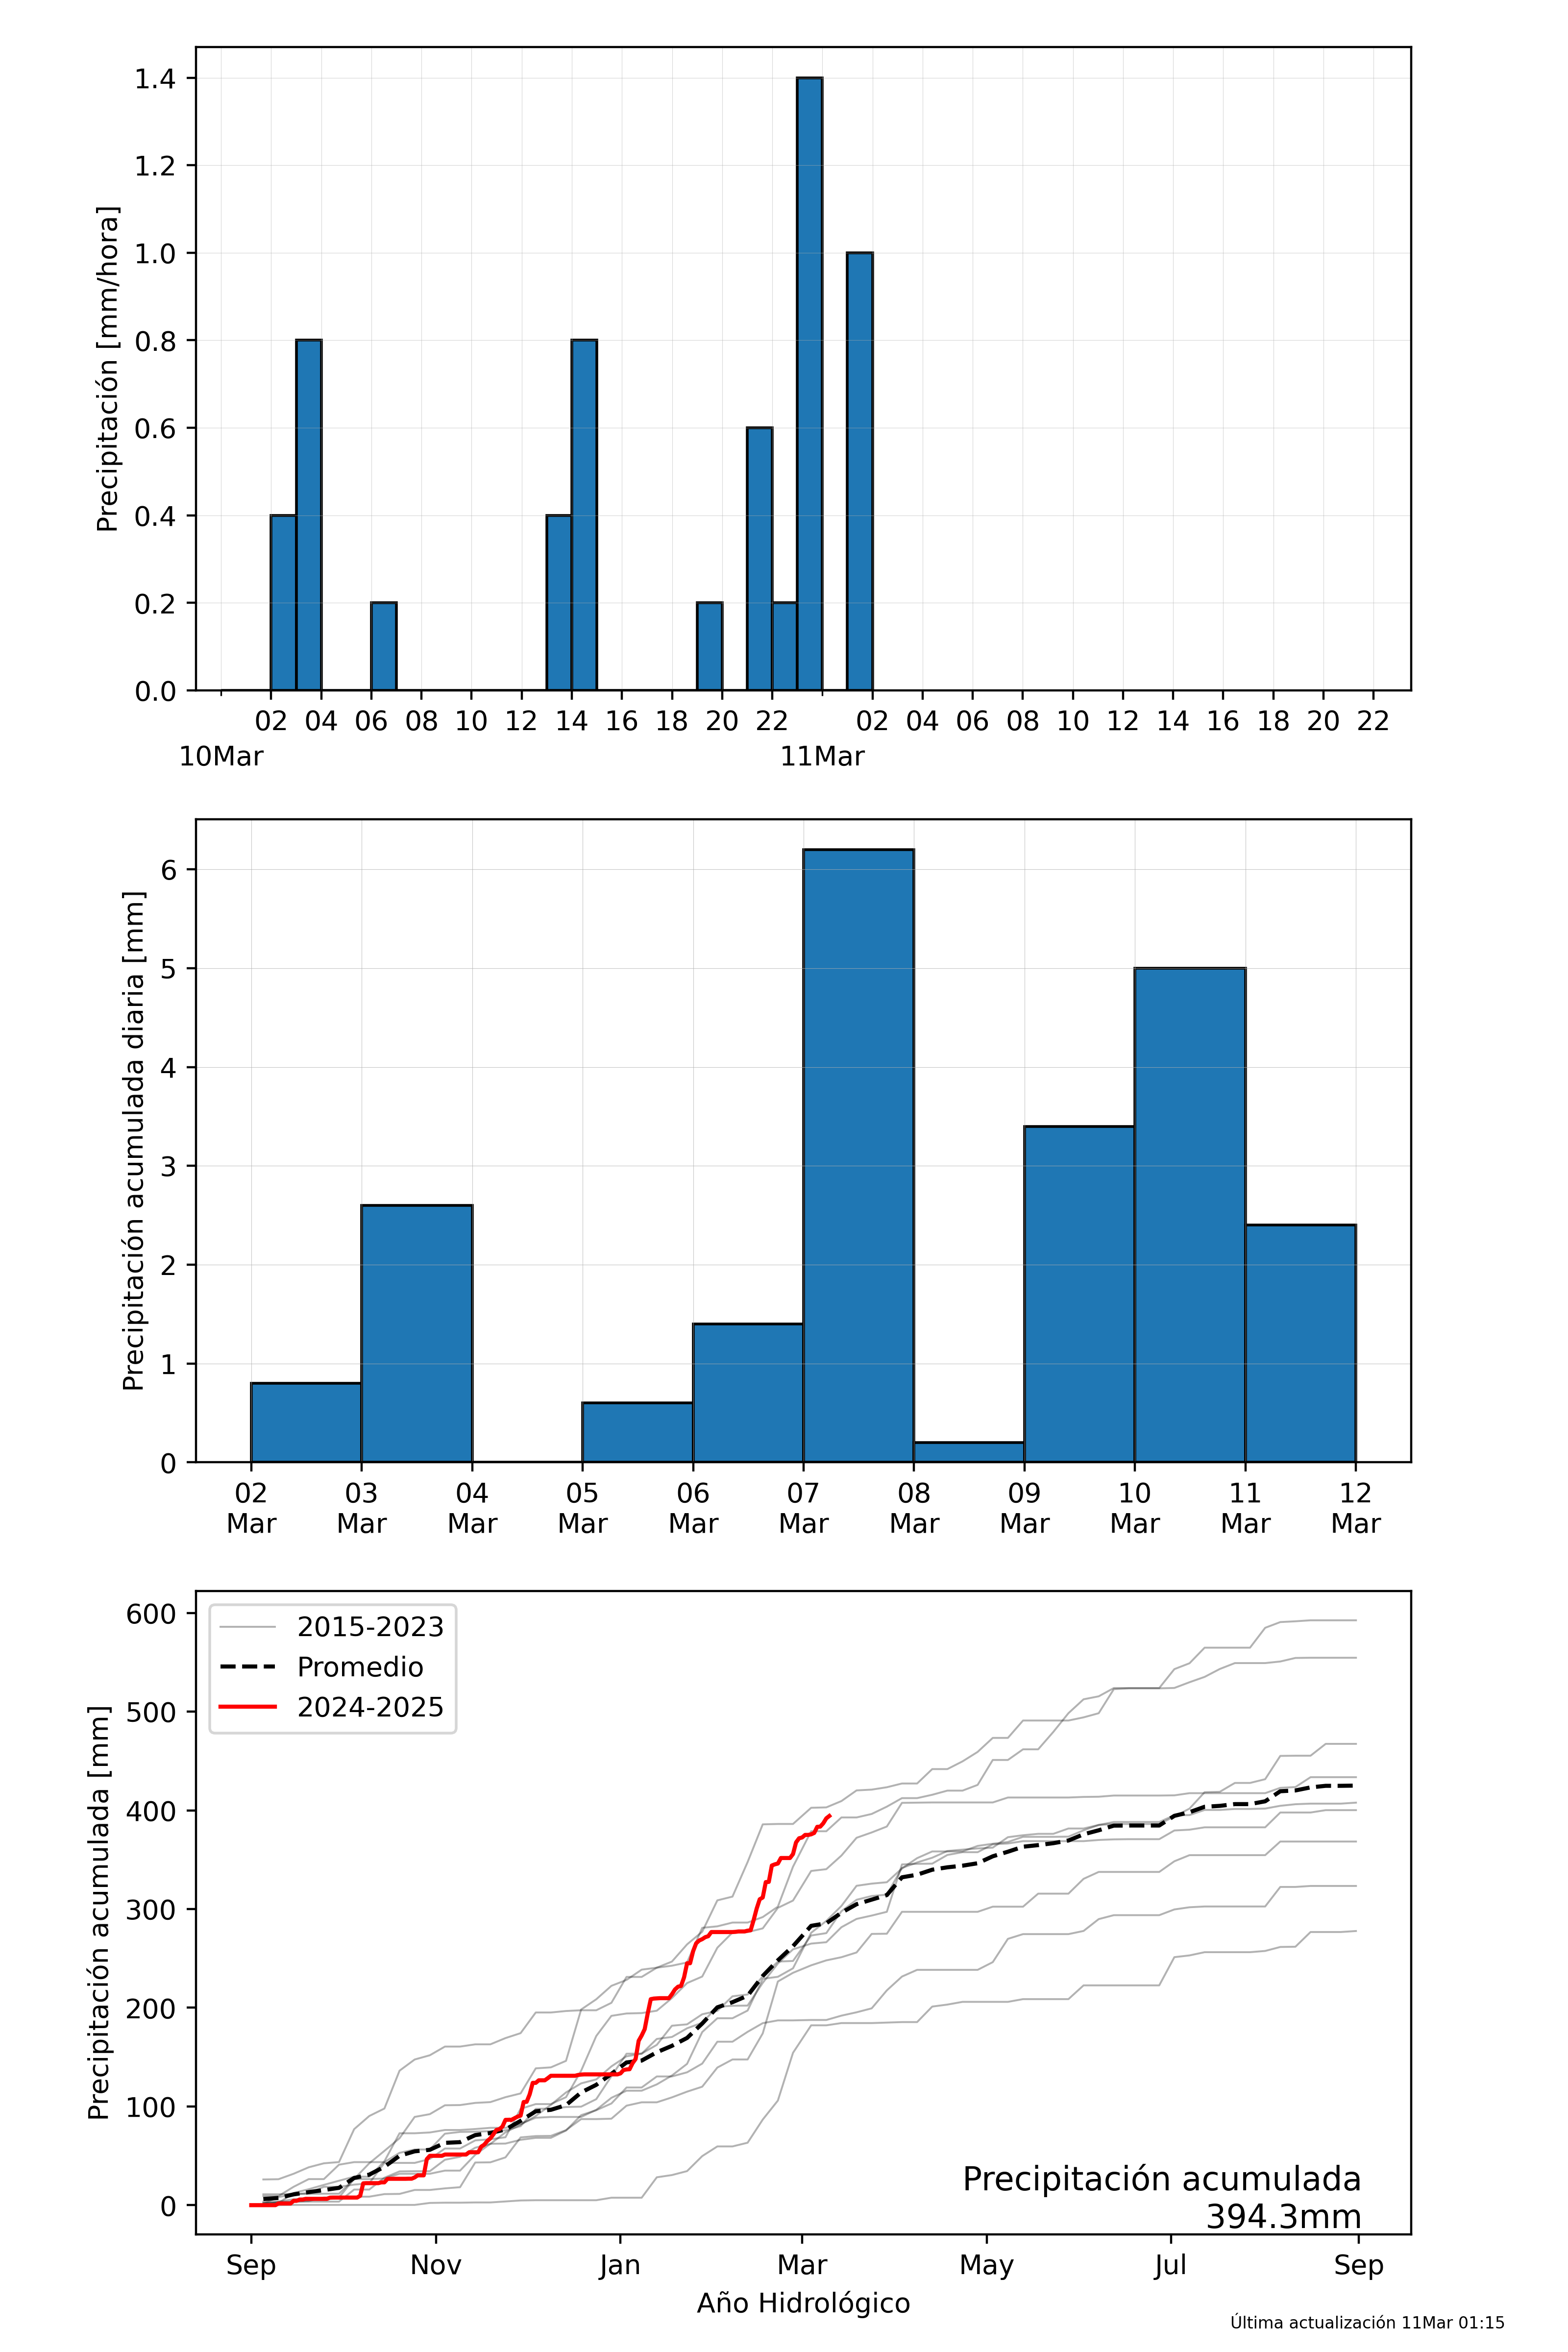 Precipitación [mm/hora]
1.4
1.2
1.0
0.8
0.6
0.4
0.2
0.0
02 04 06 08 10 12 14 16 18 20 22 02 04 06 08 10 12 14 16 18 20 22
10Mar 11Mar
Precipitación acumulada diaria [mm]
6
5
4
3
2
1
0
02 03 04 05 06 07 08 09 10 11 12
Mar Mar Mar Mar Mar Mar Mar Mar Mar Mar Mar
Precipitación acumulada [mm]
600
500
400
300
200
100
0
2015-2023
Promedio
2024-2025
Precipitación acumulada
394.3mm
Sep Nov Jan Mar May Jul Sep
Año Hidrológico
Última actualización 11Mar 01:15